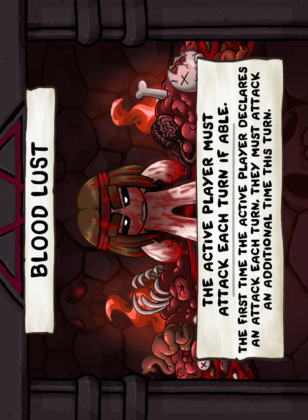 BLOOD LUST
THE ACTIVE PLAYER MUST
ATTACK EACH TURN IF ABLE.
THE FIRST TIME THE ACTIVE PLAYER DECLARES
AN ATTACK EACH TURN, THEY MUST ATTACK
AN ADDITIONAL TIME THIS TURN.